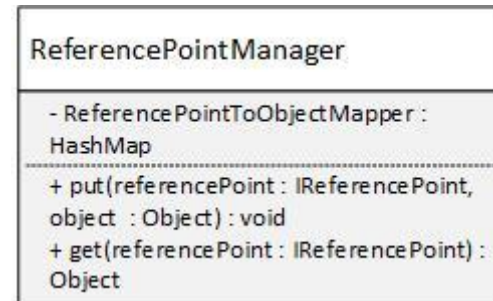 ReferencePointManager
- ReferencePointToObjectMapper :
HashMap
+ put(referencePoint : IReferencePoint,
object : Object) : void
+ get(referencePoint : IReferencePoint) :
Object